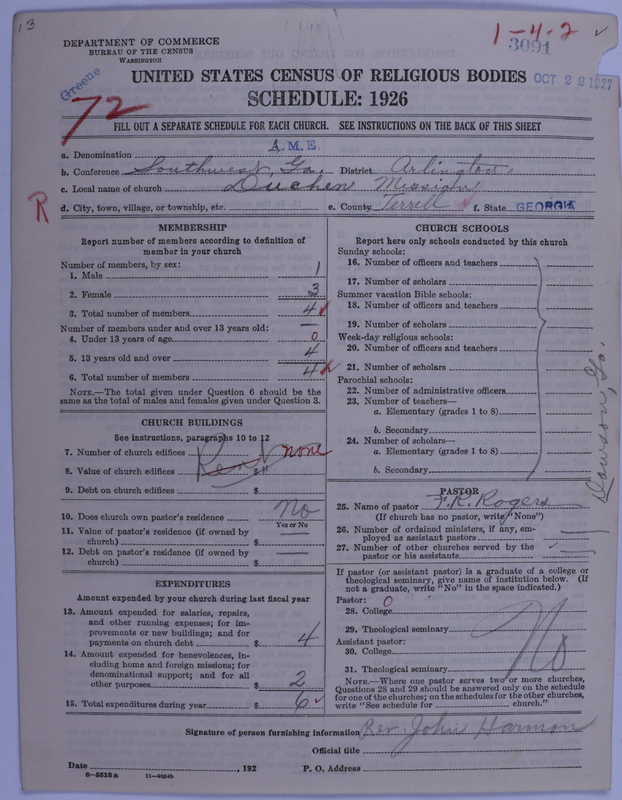 13
DEPARTMENT OF COMMERCE
BUREAU OF THE CENSUS
WASHINGTON
1-4-2
3091
Greene
UNITED STATES CENSUS OF RELIGIOUS BODIES
OCT 22 1927
SCHEDULE: 1926
72
FILL OUT A SEPARATE SCHEDULE FOR EACH CHURCH. SEE INSTRUCTIONS ON THE BACK OF THIS SHEET
a. Denomination A.M.E.
b. Conference Southwest, Ga. District Arlington
c. Local name of church Duchen Mission
R
d. City, town, village, or township, etc. e. County Terrell f. State GEORGIA
MEMBERSHIP
Report number of members according to definition of
member in your church
Number of members, by sex:
1. Male 1
2. Female 3
3. Total number of members 4
Number of members under and over 13 years old:
4. Under 13 years of age 0
5. 13 years old and over 4
6. Total number of members 4
NOTE.—The total given under Question 6 should be the
same as the total of males and females given under Question 3.
CHURCH BUILDINGS
See instructions, paragraphs 10 to 12
7. Number of church edifices none
8. Value of church edifices Rent $
9. Debt on church edifices $
10. Does church own pastor's residence No
Yes or No
11. Value of pastor's residence (if owned by
church) $
12. Debt on pastor's residence (if owned by
church) $
EXPENDITURES
Amount expended by your church during last fiscal year
13. Amount expended for salaries, repairs,
and other running expenses; for im-
provements or new buildings; and for
payments on church debt $ 4
14. Amount expended for benevolences, in-
cluding home and foreign missions; for
denominational support; and for all
other purposes $ 2
15. Total expenditures during year $ 6
CHURCH SCHOOLS
Report here only schools conducted by this church
Sunday schools:
16. Number of officers and teachers
17. Number of scholars
Summer vacation Bible schools:
18. Number of officers and teachers
19. Number of scholars
Week-day religious schools:
20. Number of officers and teachers
21. Number of scholars
Parochial schools:
22. Number of administrative officers
23. Number of teachers—
a. Elementary (grades 1 to 8)
b. Secondary
24. Number of scholars—
a. Elementary (grades 1 to 8)
b. Secondary
Dawson, Ga.
PASTOR
25. Name of pastor F. R. Rogers
(If church has no pastor, write "None")
26. Number of ordained ministers, if any, em-
ployed as assistant pastors
27. Number of other churches served by the
pastor or his assistants
If pastor (or assistant pastor) is a graduate of a college or
theological seminary, give name of institution below. (If
not a graduate, write "No" in the space indicated.)
Pastor: 0
28. College
29. Theological seminary No
Assistant pastor:
30. College
31. Theological seminary
NOTE.—Where one pastor serves two or more churches,
Questions 28 and 29 should be answered only on the schedule
for one of the churches; on the schedules for the other churches,
write "See schedule for church."
Signature of person furnishing information Rev. John Harmon
Official title
Date , 192 P. O. Address
8-5518a 11-9224b